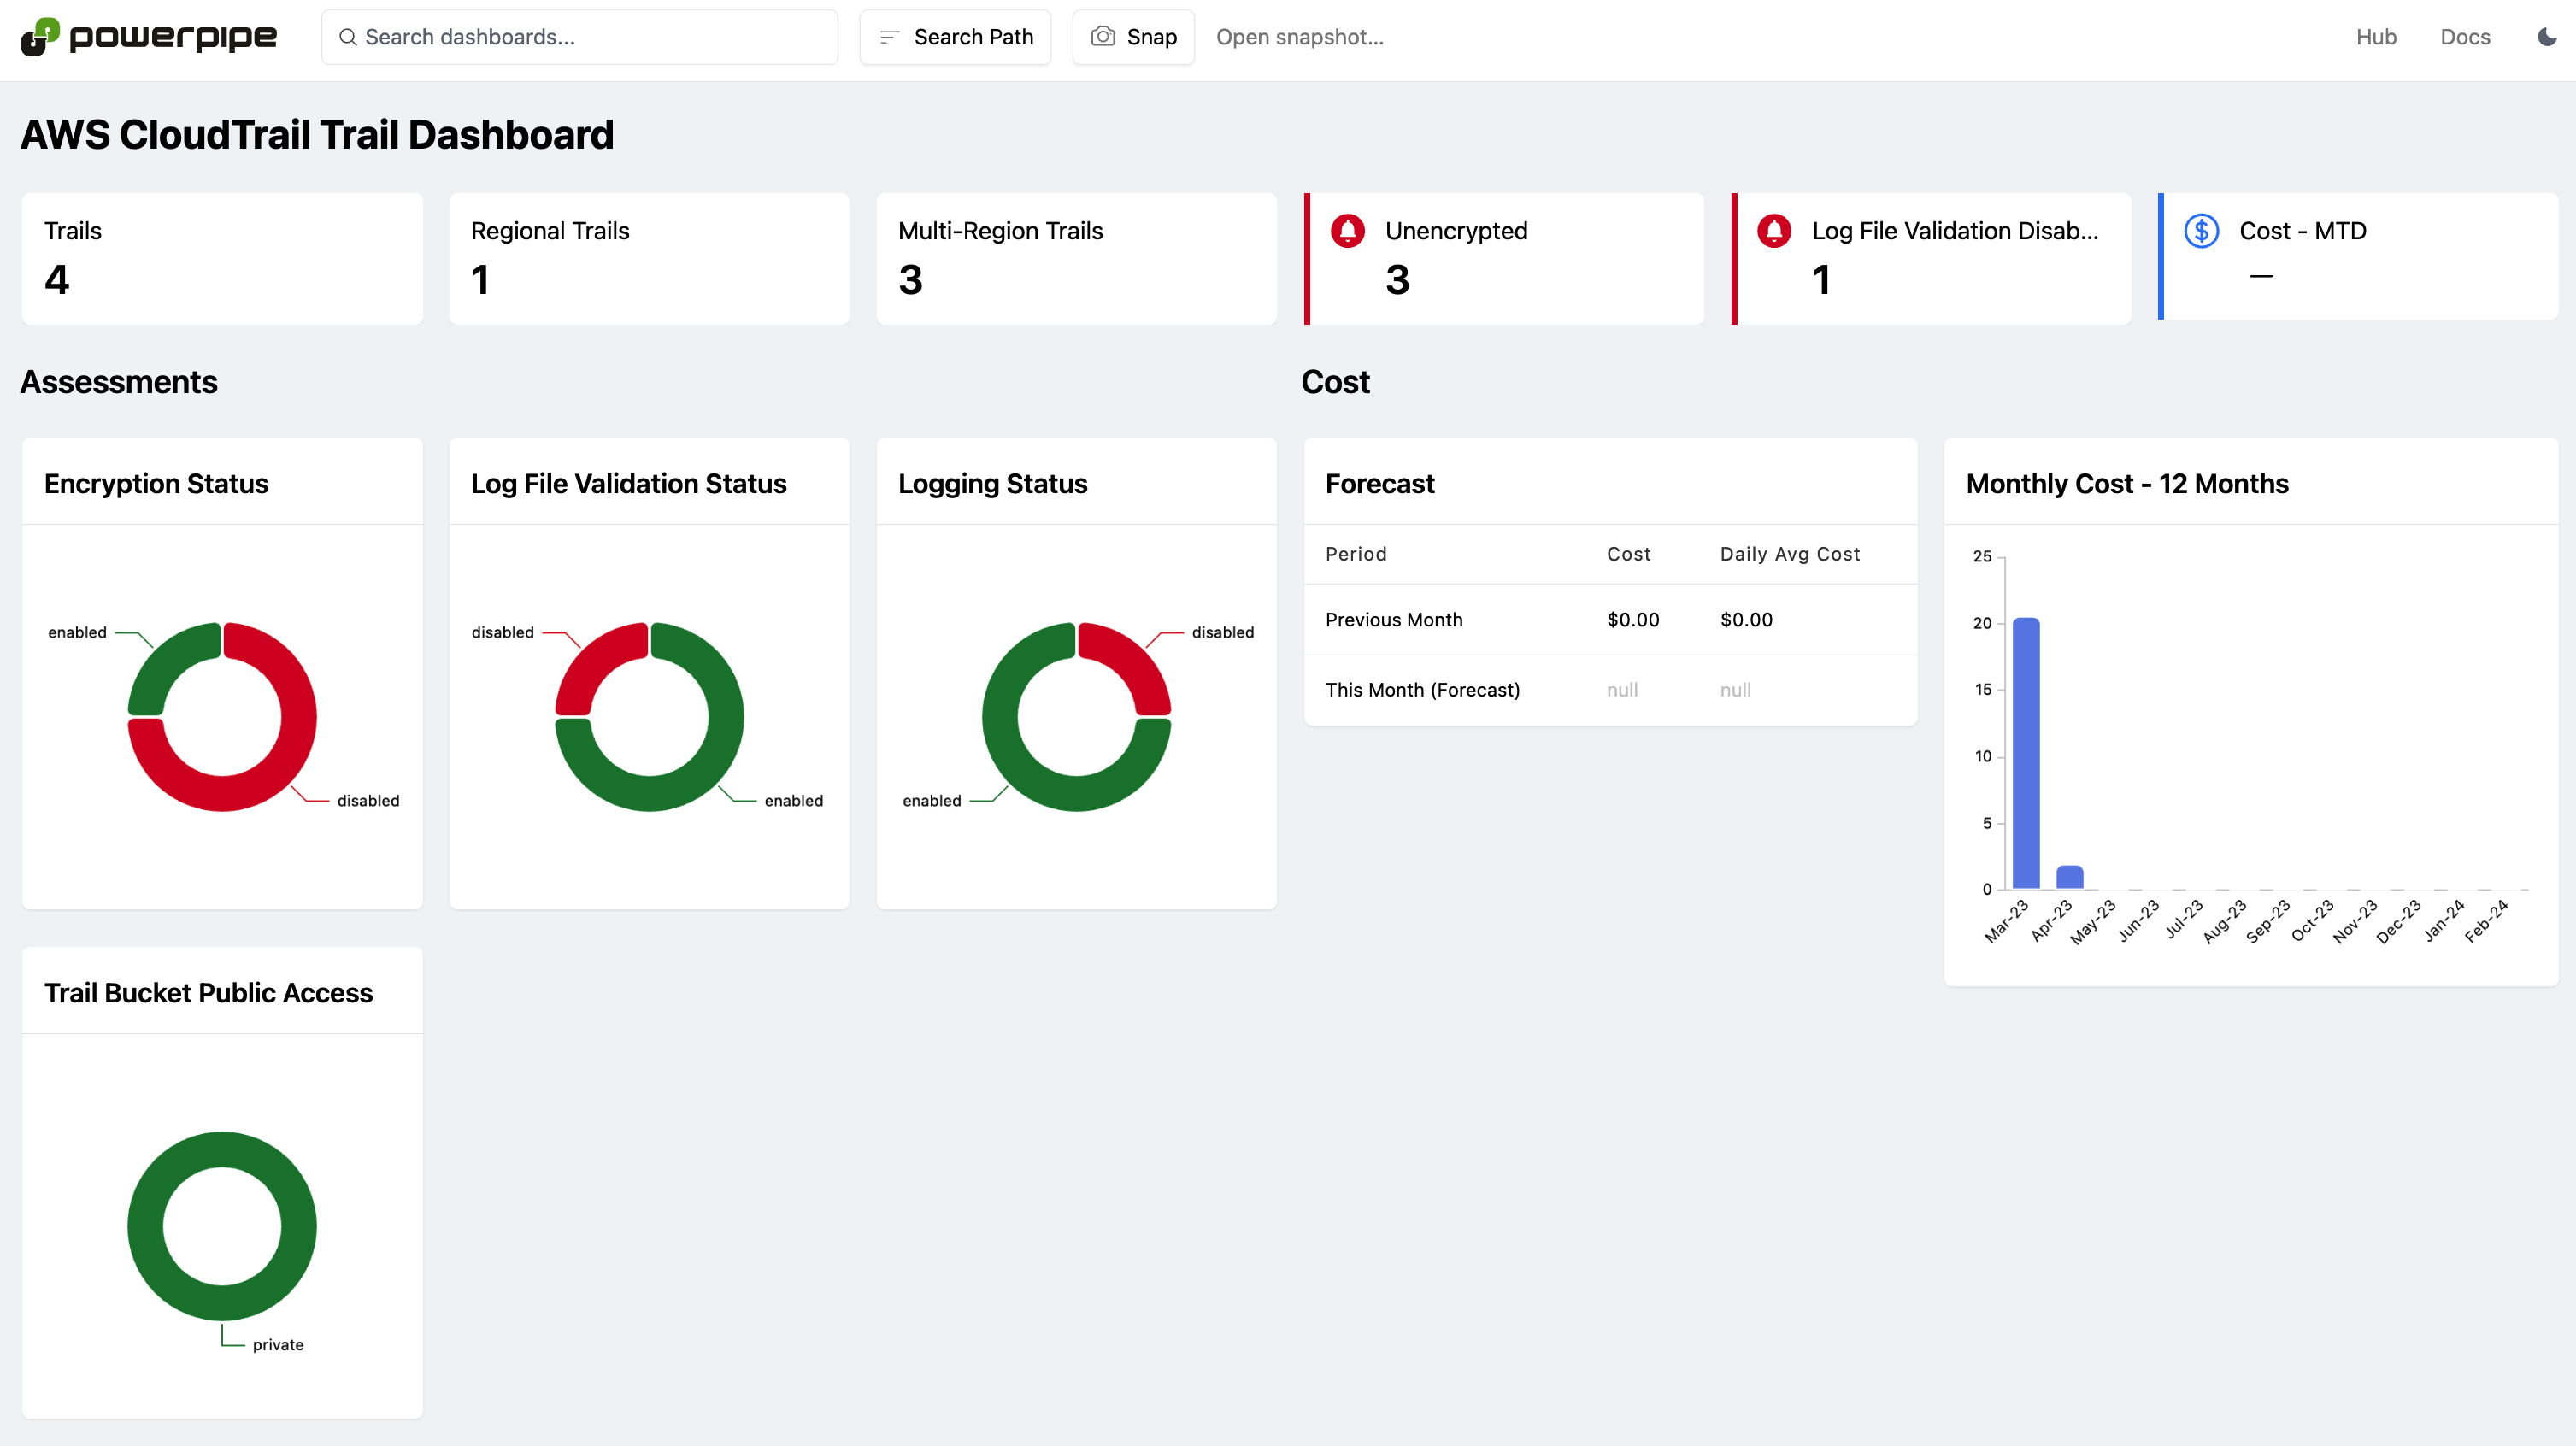 powerpipe
Search dashboards...
Search Path
Snap
Open snapshot...
Hub
Docs
AWS CloudTrail Trail Dashboard
Trails
4
Regional Trails
1
Multi-Region Trails
3
Unencrypted
3
Log File Validation Disab...
1
Cost - MTD
—
Assessments
Cost
Encryption Status
enabled
disabled
Log File Validation Status
disabled
enabled
Logging Status
disabled
enabled
Forecast
Period Cost Daily Avg Cost
Previous Month $0.00 $0.00
This Month (Forecast) null null
Monthly Cost - 12 Months
25
20
15
10
5
0
Mar-23
Apr-23
May-23
Jun-23
Jul-23
Aug-23
Sep-23
Oct-23
Nov-23
Dec-23
Jan-24
Feb-24
Trail Bucket Public Access
private